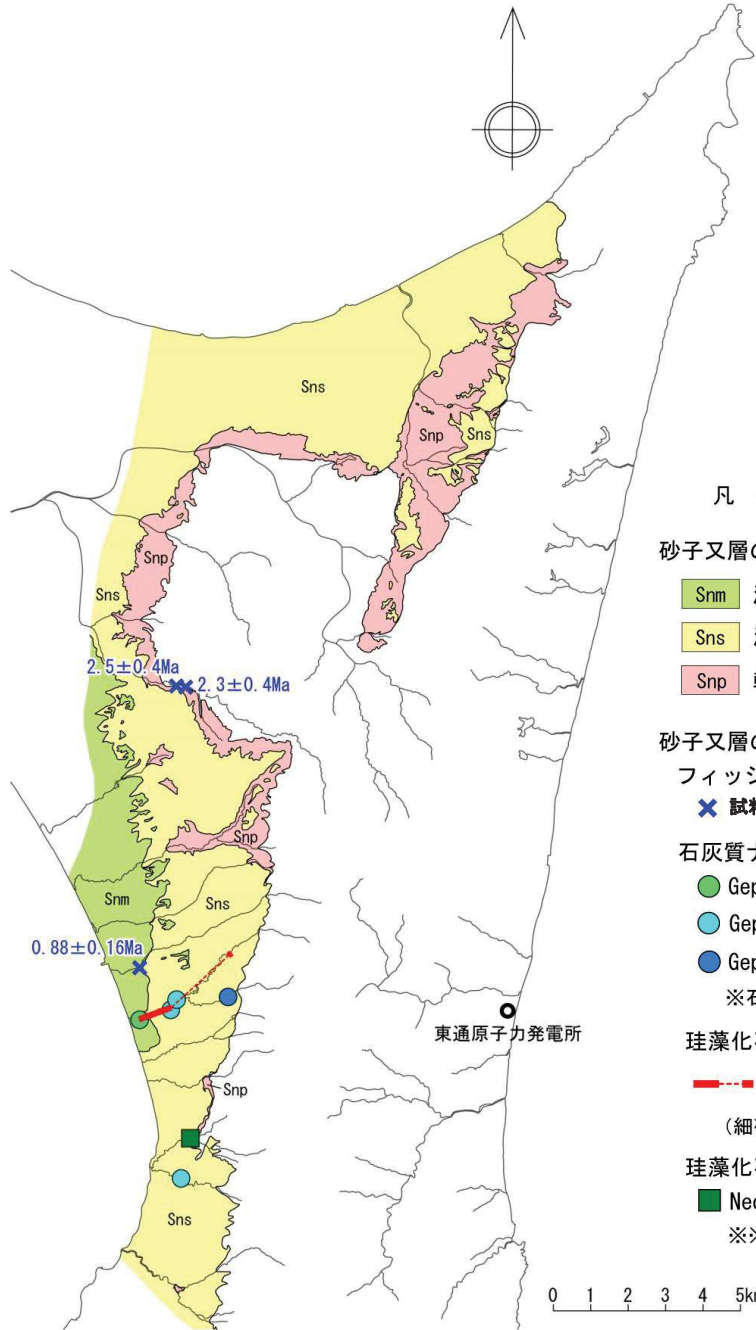 Sns
Snp
Sns
Snp
Sns
2.5±0.4Ma
2.3±0.4Ma
Snp
Snm
Sns
0.88±0.16Ma
東通原子力発電所
Snp
Sns
凡
砂子又層の
Snm
Sns
Snp
砂子又層の
フィッシ
試料
石灰質ナ
Gep
Gep
Gep
※石
珪藻化
(細
珪藻化
Neo
※※
0 1 2 3 4 5km